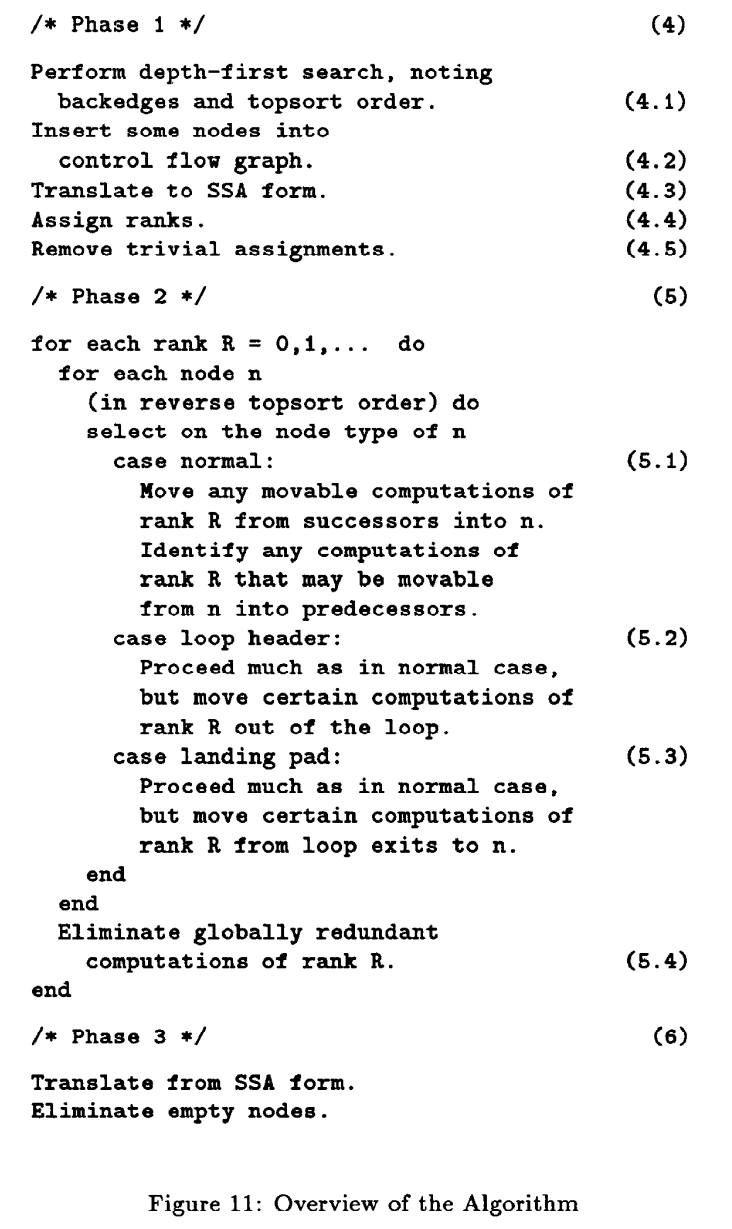 /* Phase 1 */ (4)
Perform depth-first search, noting
backedges and topsort order. (4.1)
Insert some nodes into
control flow graph. (4.2)
Translate to SSA form. (4.3)
Assign ranks. (4.4)
Remove trivial assignments. (4.5)
/* Phase 2 */ (5)
for each rank R = 0,1,... do
for each node n
(in reverse topsort order) do
select on the node type of n
case normal: (5.1)
Move any movable computations of
rank R from successors into n.
Identify any computations of
rank R that may be movable
from n into predecessors.
case loop header: (5.2)
Proceed much as in normal case,
but move certain computations of
rank R out of the loop.
case landing pad: (5.3)
Proceed much as in normal case,
but move certain computations of
rank R from loop exits to n.
end
end
Eliminate globally redundant
computations of rank R. (5.4)
end
/* Phase 3 */ (6)
Translate from SSA form.
Eliminate empty nodes.
Figure 11: Overview of the Algorithm